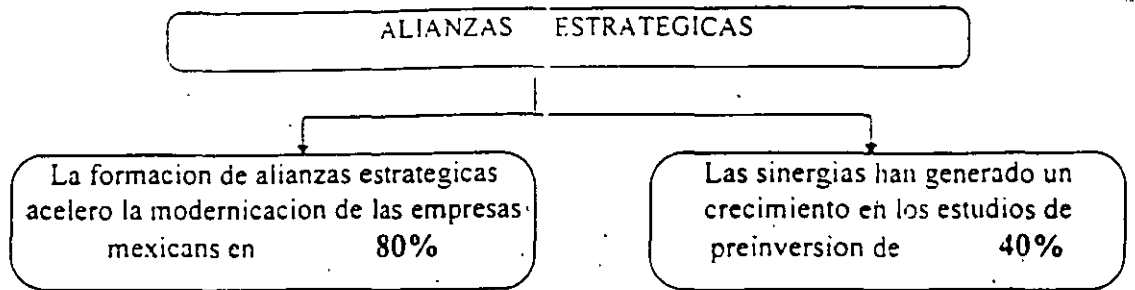 ALIANZAS ESTRATEGICAS
La formacion de alianzas estrategicas
acelero la modernicacion de las empresas
mexicans en 80%
Las sinergias han generado un
crecimiento en los estudios de
preinversion de 40%